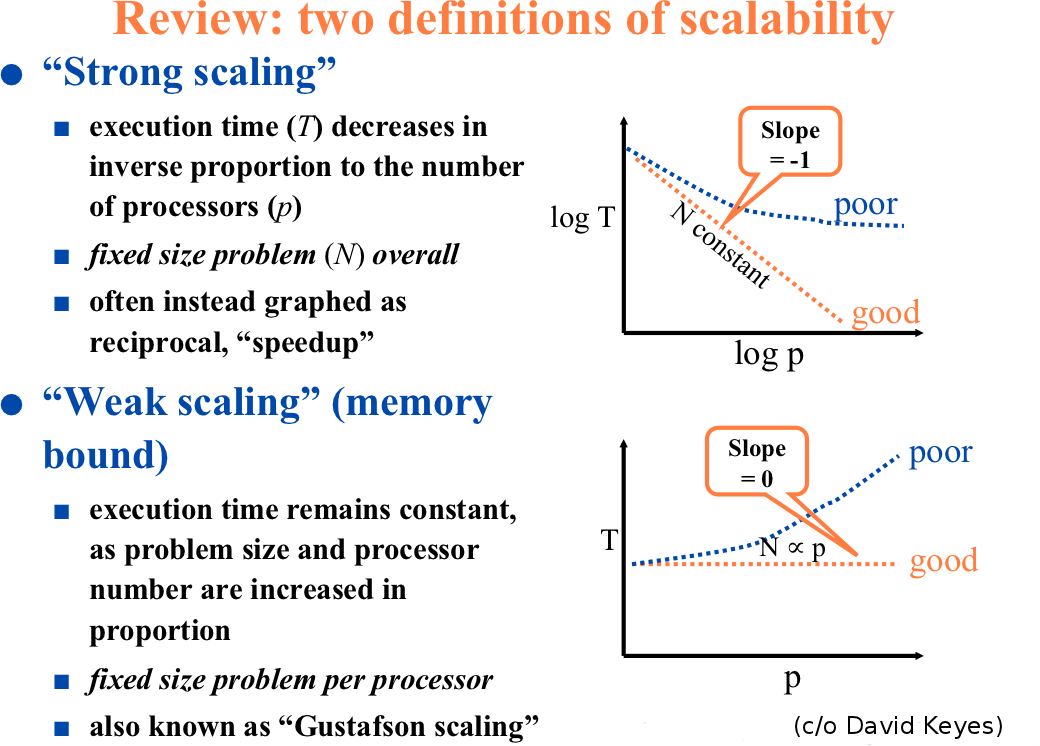 Review: two definitions of scalability
● “Strong scaling”
■ execution time (T) decreases in
inverse proportion to the number
of processors (p)
■ fixed size problem (N) overall
■ often instead graphed as
reciprocal, “speedup”
Slope
= -1
log T
poor
N constant
good
log p
● “Weak scaling” (memory
bound)
■ execution time remains constant,
as problem size and processor
number are increased in
proportion
■ fixed size problem per processor
■ also known as “Gustafson scaling”
Slope
= 0
poor
T
N ∝ p
good
p
(c/o David Keyes)